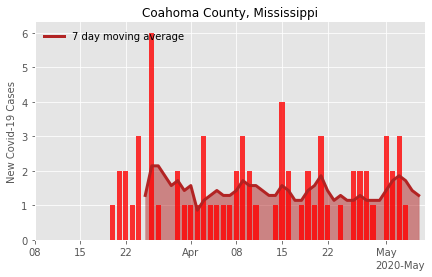 Coahoma County, Mississippi
7 day moving average
New Covid-19 Cases
6
5
4
3
2
1
0
08 15 22 Apr 08 15 22 May
2020-May